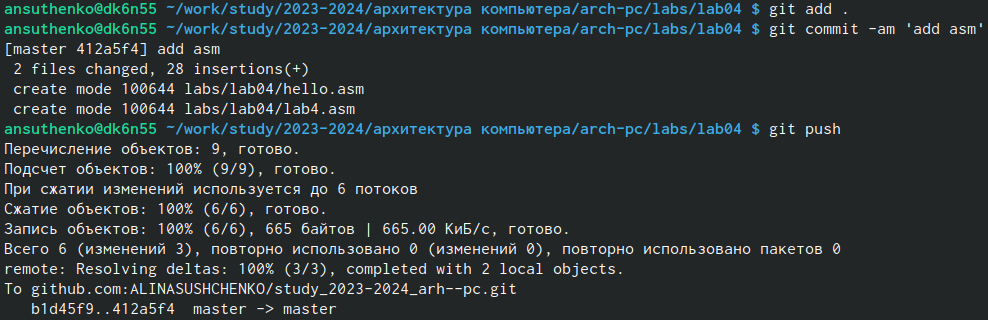 ansuthenko@dk6n55 ~/work/study/2023-2024/архитектура компьютера/arch-pc/labs/lab04 $ git add .
ansuthenko@dk6n55 ~/work/study/2023-2024/архитектура компьютера/arch-pc/labs/lab04 $ git commit -am 'add asm'
[master 412a5f4] add asm
 2 files changed, 28 insertions(+)
 create mode 100644 labs/lab04/hello.asm
 create mode 100644 labs/lab04/lab4.asm
ansuthenko@dk6n55 ~/work/study/2023-2024/архитектура компьютера/arch-pc/labs/lab04 $ git push
Перечисление объектов: 9, готово.
Подсчет объектов: 100% (9/9), готово.
При сжатии изменений используется до 6 потоков
Сжатие объектов: 100% (6/6), готово.
Запись объектов: 100% (6/6), 665 байтов | 665.00 КиБ/с, готово.
Всего 6 (изменений 3), повторно использовано 0 (изменений 0), повторно использовано пакетов 0
remote: Resolving deltas: 100% (3/3), completed with 2 local objects.
To github.com:ALINASUSHCHENKO/study_2023-2024_arh--pc.git
   b1d45f9..412a5f4  master -> master